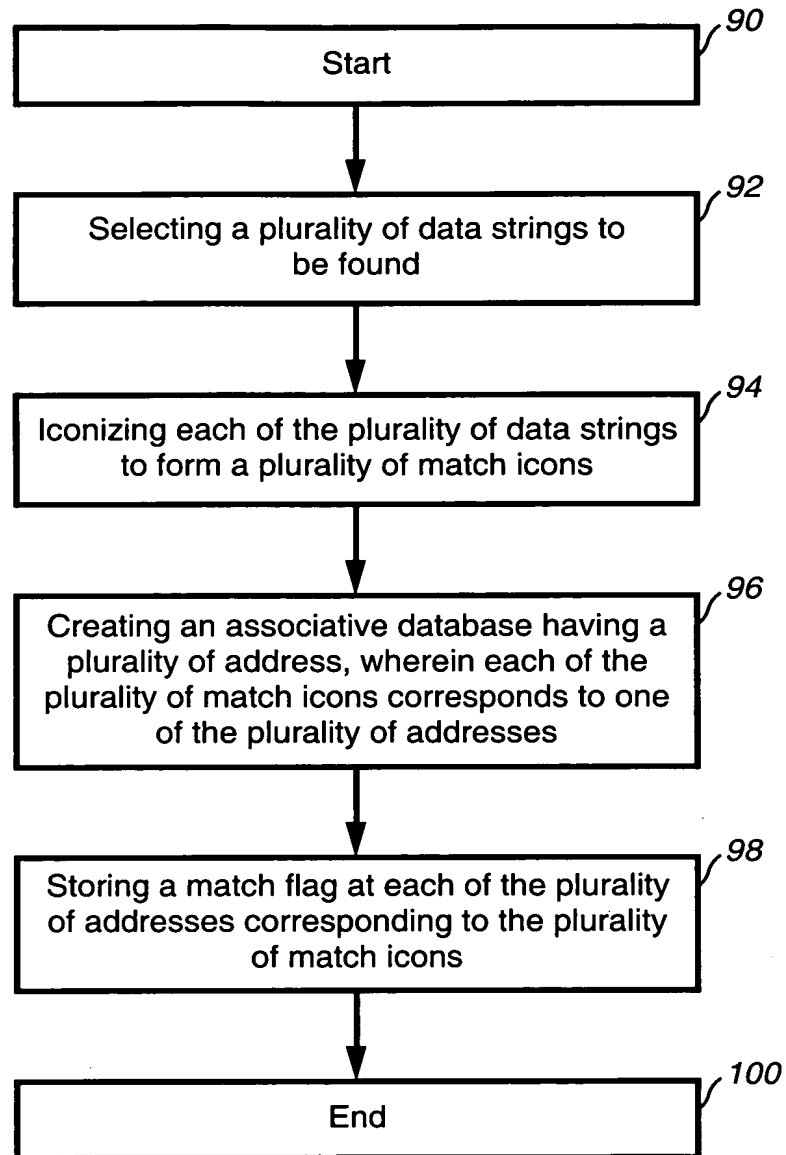 90
Start
92
Selecting a plurality of data strings to
be found
94
Iconizing each of the plurality of data strings
to form a plurality of match icons
96
Creating an associative database having a
plurality of address, wherein each of the
plurality of match icons corresponds to one
of the plurality of addresses
98
Storing a match flag at each of the plurality
of addresses corresponding to the plurality
of match icons
100
End